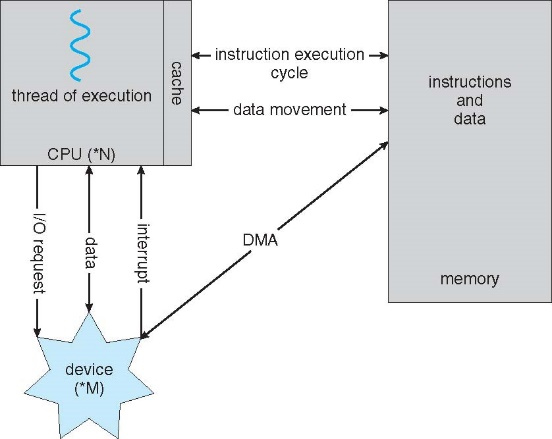 thread of execution
cache
CPU (*N)
instruction execution
cycle
data movement
instructions
and
data
memory
I/O request
data
interrupt
DMA
device
(*M)